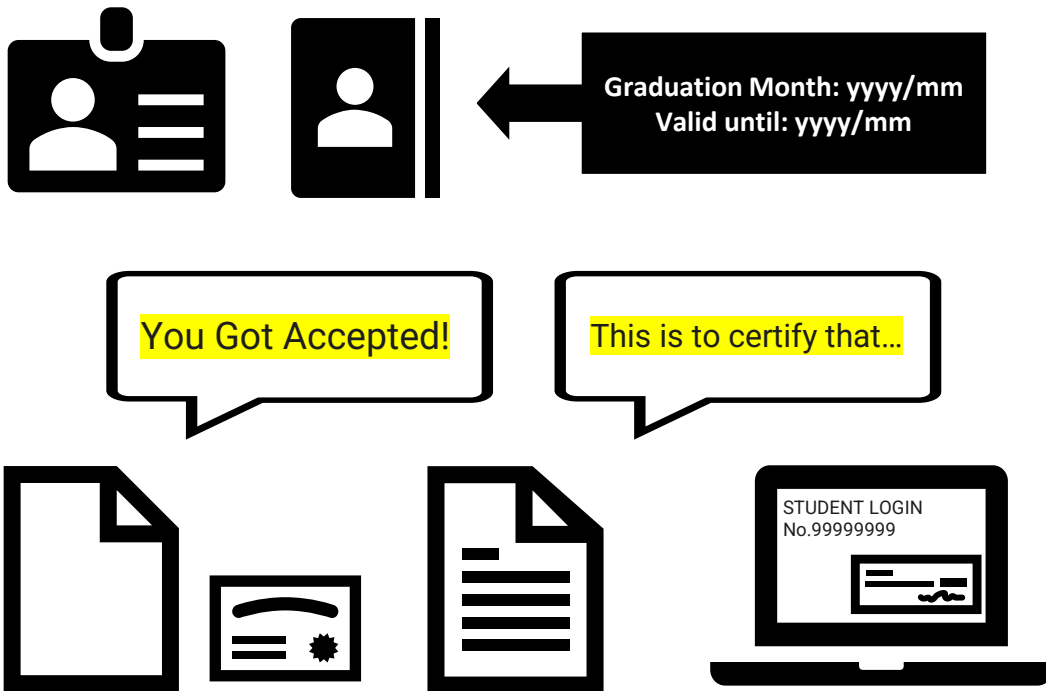 Graduation Month: yyyy/mm
Valid until: yyyy/mm
You Got Accepted!
This is to certify that…
STUDENT LOGIN
No.99999999